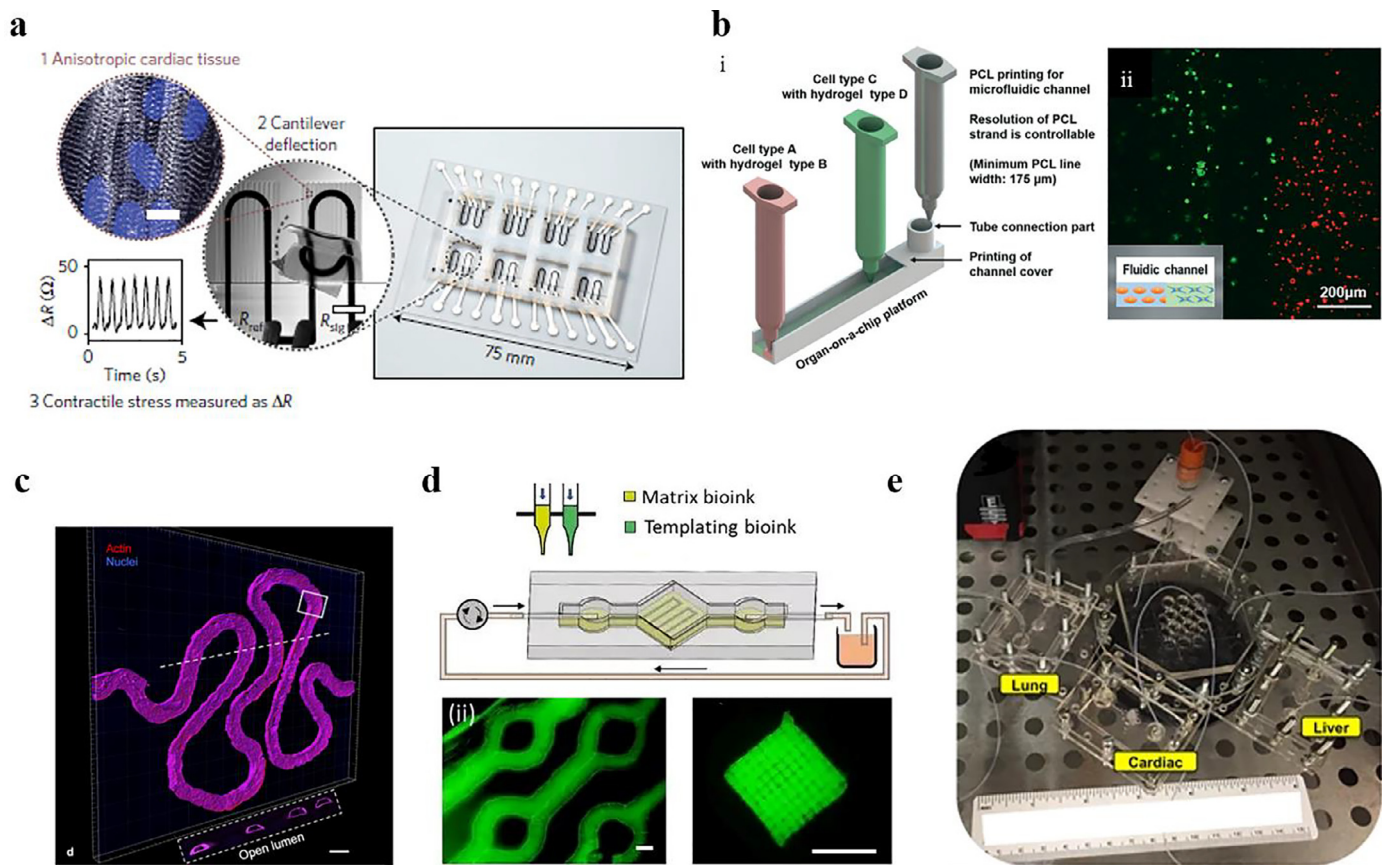 a
1 Anisotropic cardiac tissue
2 Cantilever
deflection
50
0
ΔR (Ω)
0
5
Time (s)
R ref
R sig
75 mm
3 Contractile stress measured as ΔR
b
i
Cell type A
with hydrogel type B
Cell type C
with hydrogel type D
PCL printing for
microfluidic channel
Resolution of PCL
strand is controllable
(Minimum PCL line
width: 175 μm)
Tube connection part
Printing of
channel cover
Organ-on-a-chip platform
ii
Fluidic channel
200μm
c
Actin
Nuclei
Open lumen
d
d
Matrix bioink
Templating bioink
(ii)
e
Lung
Cardiac
Liver